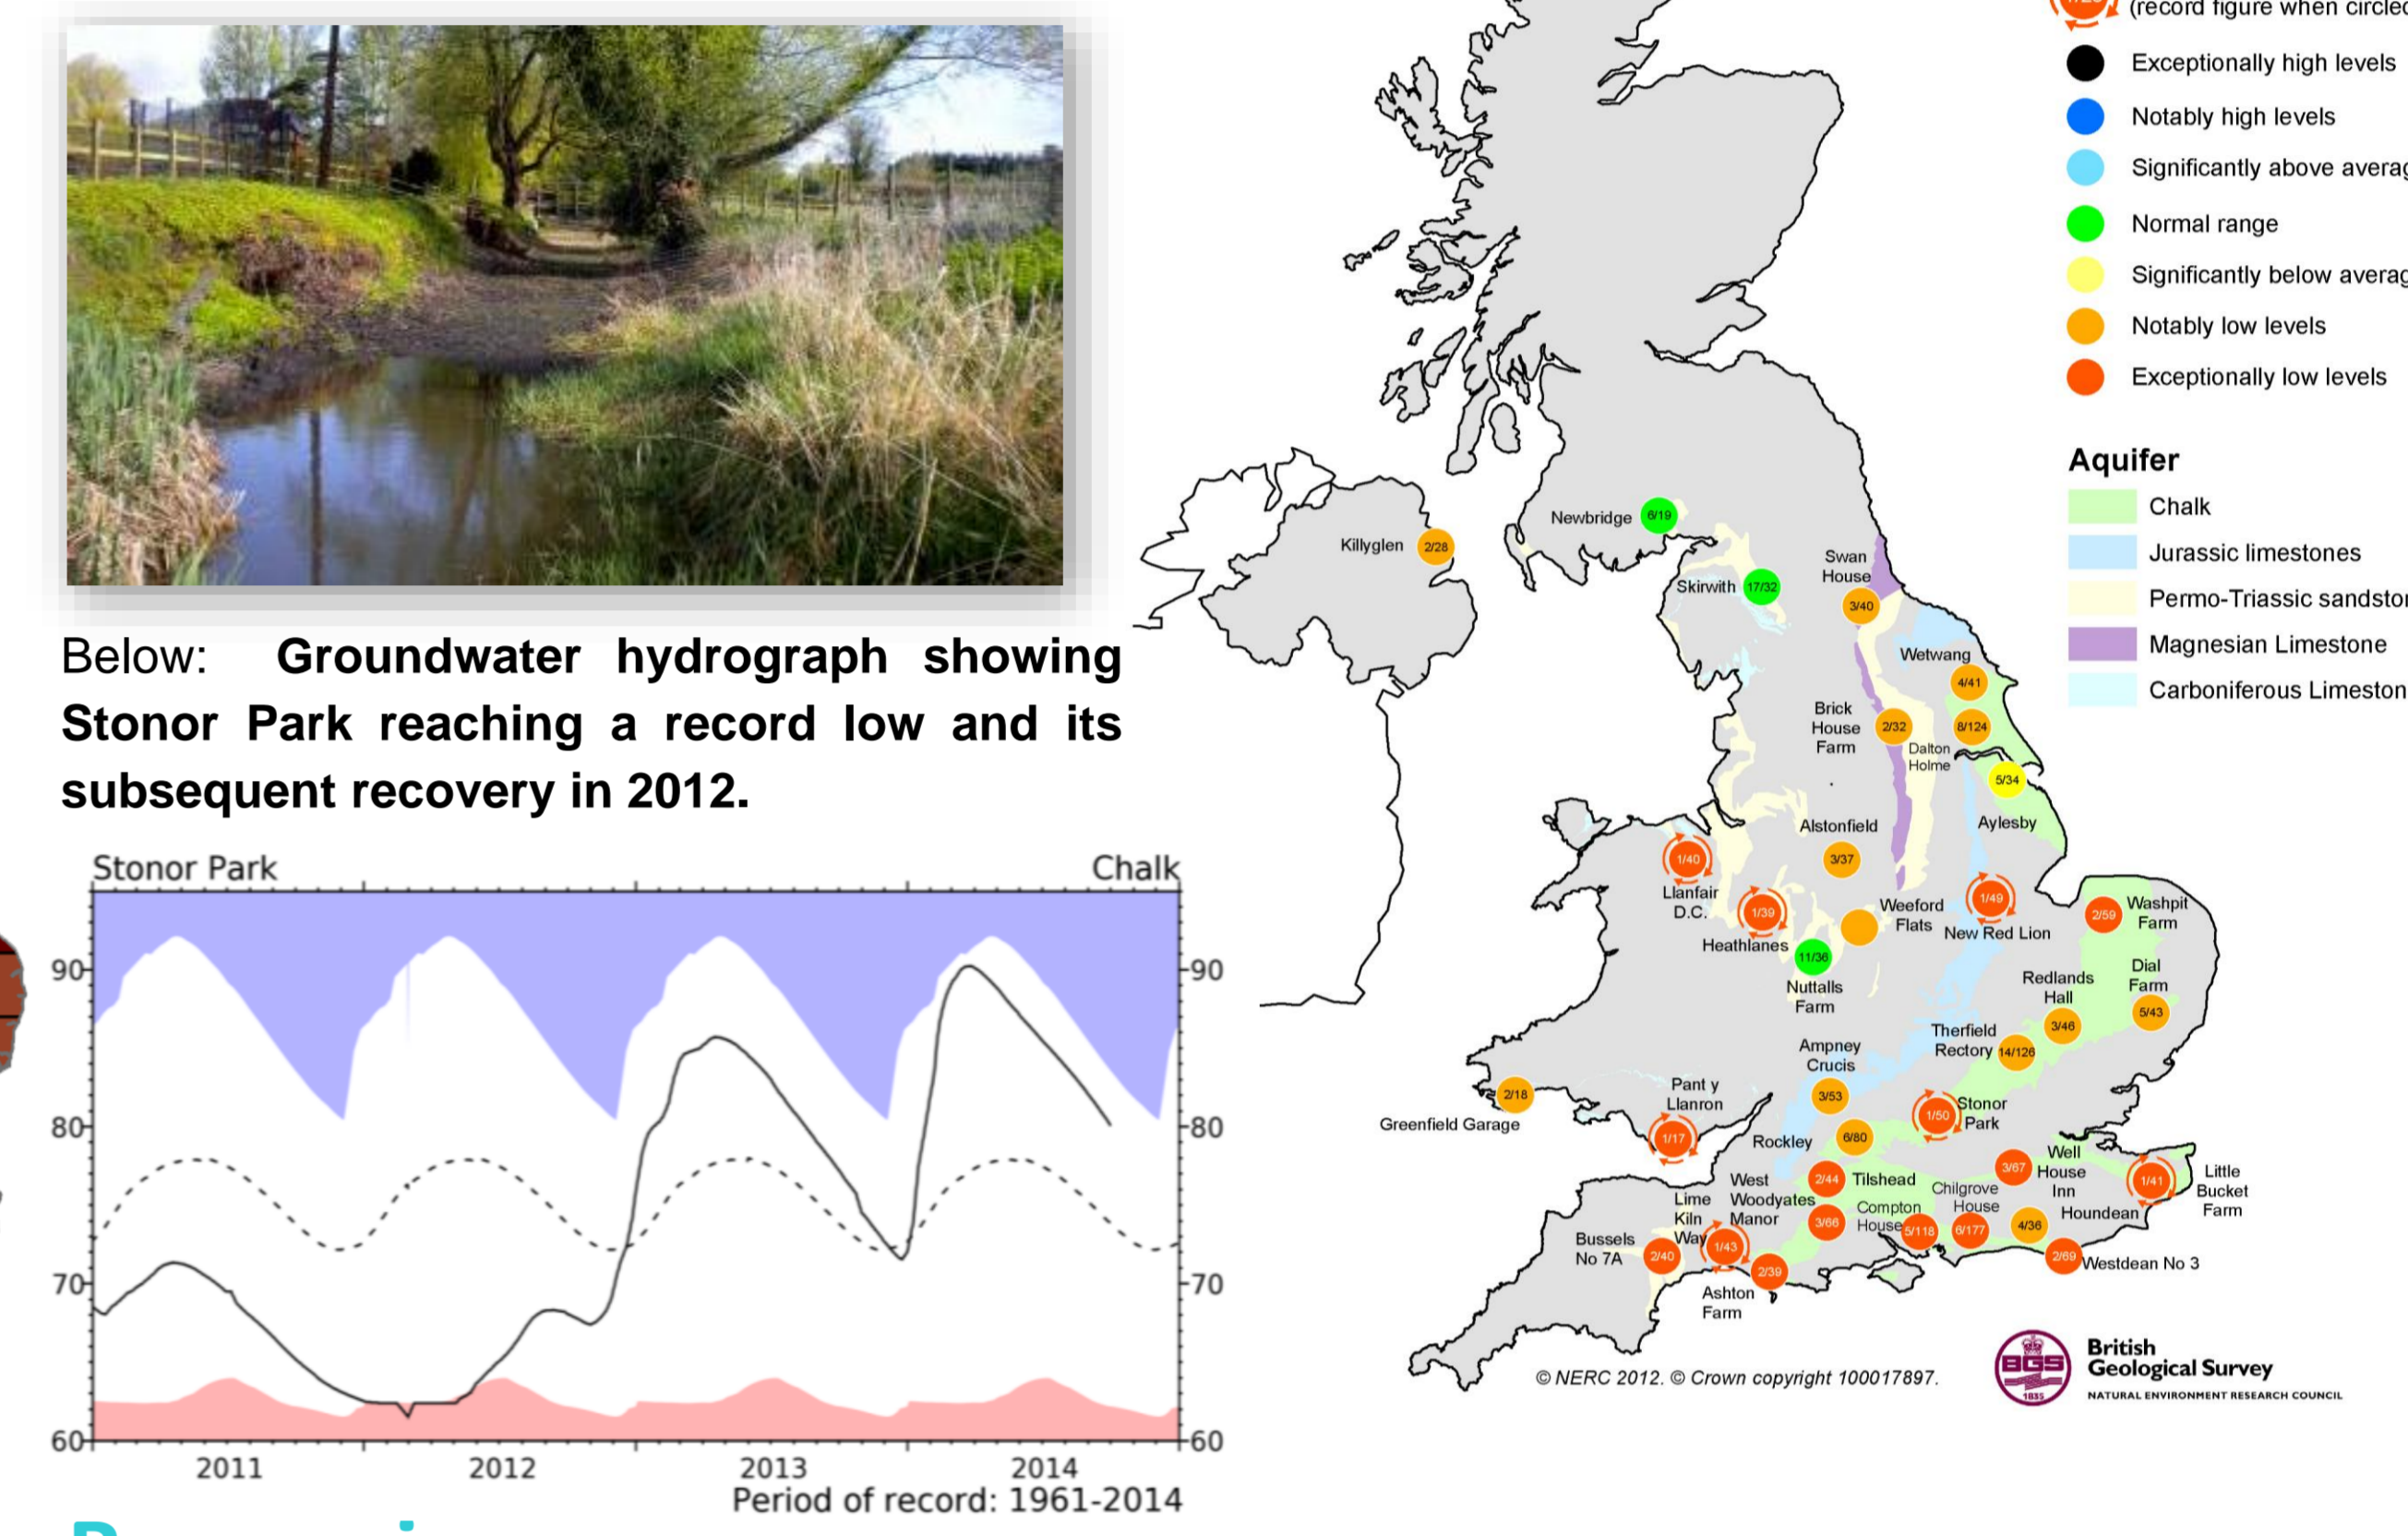 Below: Groundwater hydrograph showing
Stonor Park reaching a record low and its
subsequent recovery in 2012.
Stonor Park
Chalk
90
80
70
60
90
80
70
60
2011
2012
2013
2014
Period of record: 1961-2014
(record figure when circled
Exceptionally high levels
Notably high levels
Significantly above averag
Normal range
Significantly below averag
Notably low levels
Exceptionally low levels
Aquifer
Chalk
Jurassic limestones
Permo-Triassic sandsto
Magnesian Limestone
Carboniferous Limeston
Newbridge 6/19
Killyglen 2/28
Skirwith 17/32
Swan
House
3/40
Wetwang
4/41
Brick
House
Farm
2/32
8/124
Dalton
Holme
5/34
Aylesby
Alstonfield
3/37
1/40
Llanfair
D.C.
1/39
Heathlanes
Weeford
Flats
1/49
New Red Lion
2/59
Washpit
Farm
11/36
Nuttalls
Farm
Redlands
Hall
3/46
Dial
Farm
5/43
Therfield
Rectory 14/126
Ampney
Crucis
3/53
2/18
Greenfield Garage
Pant y
Llanron
1/17
1/50
Stonor
Park
Rockley 6/80
2/44 Tilshead
West
Woodyates
Manor
3/66
3/67
Well
House
Inn
1/41
Little
Bucket
Farm
Lime
Kiln
Way
1/43
Compton
House
5/118
Chilgrove
House
6/177
4/36
Houndean
Bussels
No 7A
2/40
2/39
Ashton
Farm
2/69
Westdean No 3
© NERC 2012. © Crown copyright 100017897.
BGS
1835
British
Geological Survey
NATURAL ENVIRONMENT RESEARCH COUNCIL